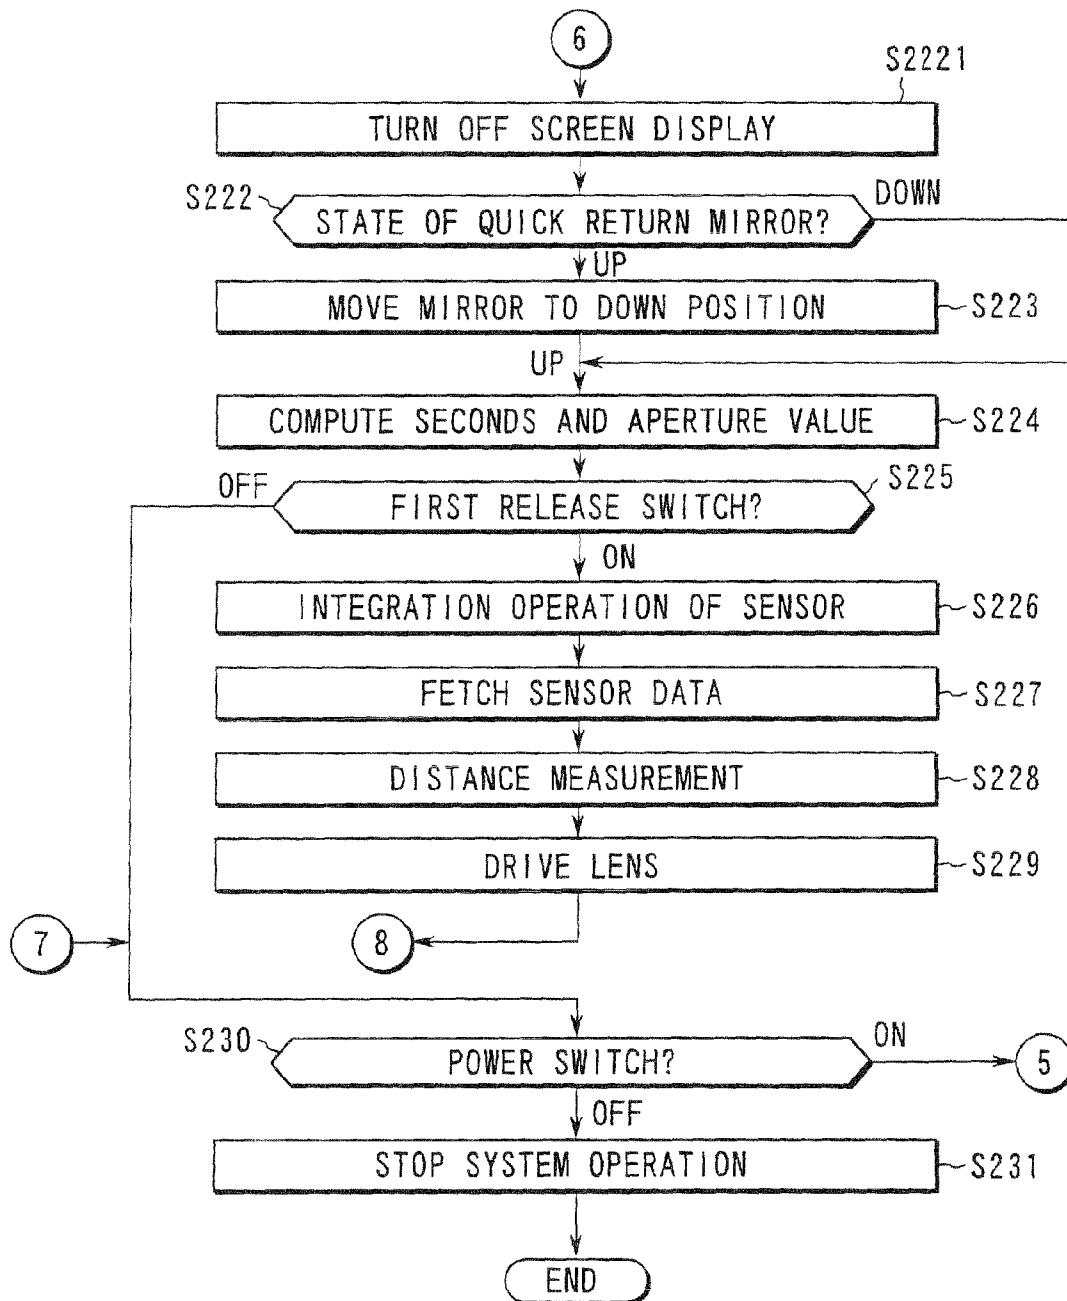 6
S2221
TURN OFF SCREEN DISPLAY
S222
STATE OF QUICK RETURN MIRROR?
DOWN
UP
MOVE MIRROR TO DOWN POSITION
S223
UP
COMPUTE SECONDS AND APERTURE VALUE
S224
OFF
FIRST RELEASE SWITCH?
S225
ON
INTEGRATION OPERATION OF SENSOR
S226
FETCH SENSOR DATA
S227
DISTANCE MEASUREMENT
S228
DRIVE LENS
S229
7
8
S230
POWER SWITCH?
ON
5
OFF
STOP SYSTEM OPERATION
S231
END